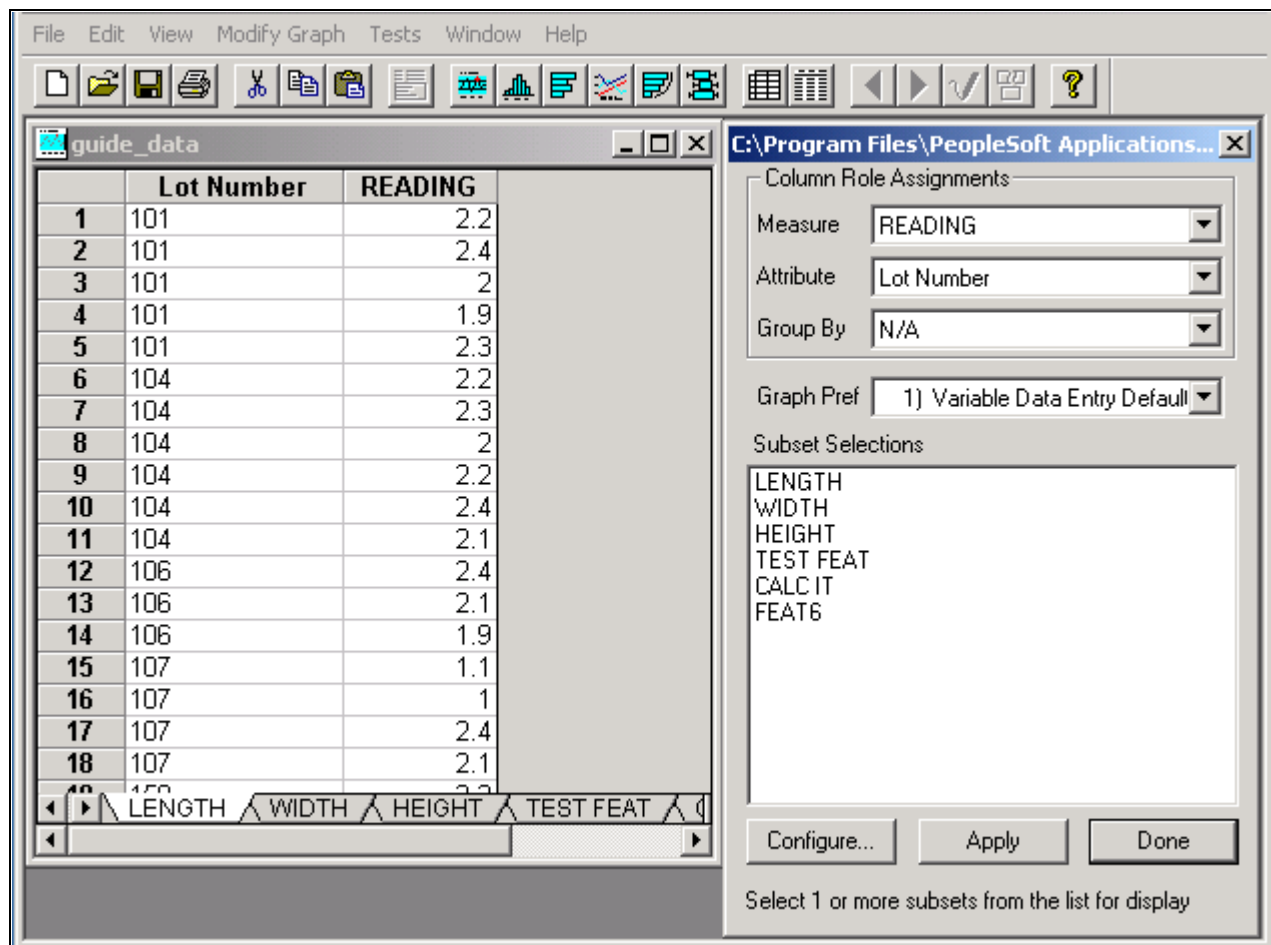 File Edit View Modify Graph Tests Window Help
guide_data
Lot Number READING
1 101 2.2
2 101 2.4
3 101 2
4 101 1.9
5 101 2.3
6 104 2.2
7 104 2.3
8 104 2
9 104 2.2
10 104 2.4
11 104 2.1
12 106 2.4
13 106 2.1
14 106 1.9
15 107 1.1
16 107 1
17 107 2.4
18 107 2.1
LENGTH WIDTH HEIGHT TEST FEAT
C:\Program Files\PeopleSoft Applications...
Column Role Assignments
Measure READING
Attribute Lot Number
Group By N/A
Graph Pref 1) Variable Data Entry Default
Subset Selections
LENGTH
WIDTH
HEIGHT
TEST FEAT
CALC IT
FEAT6
Configure... Apply Done
Select 1 or more subsets from the list for display